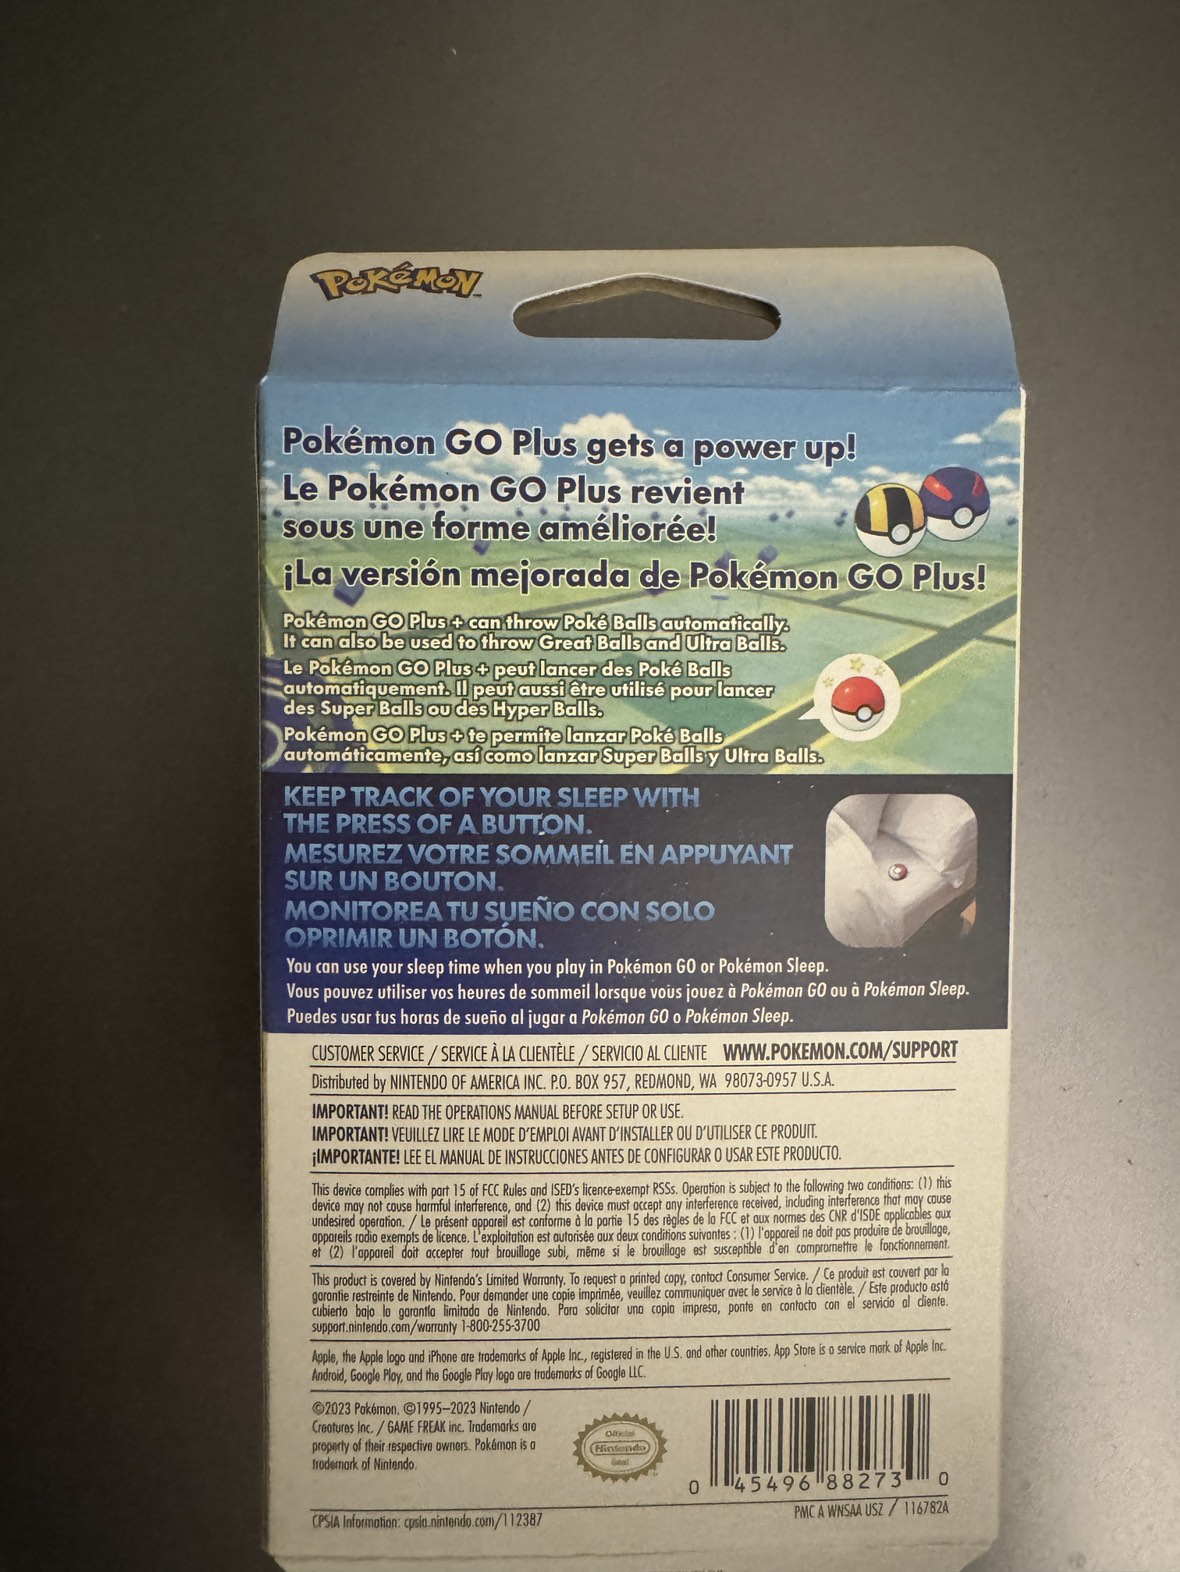 POKéMON
Pokémon GO Plus gets a power up!
Le Pokémon GO Plus revient
sous une forme améliorée!
¡La versión mejorada de Pokémon GO Plus!
Pokémon GO Plus + can throw Poké Balls automatically.
It can also be used to throw Great Balls and Ultra Balls.
Le Pokémon GO Plus + peut lancer des Poké Balls
automatiquement. Il peut aussi être utilisé pour lancer
des Super Balls ou des Hyper Balls.
Pokémon GO Plus + te permite lanzar Poké Balls
automáticamente, así como lanzar Super Balls y Ultra Balls.
KEEP TRACK OF YOUR SLEEP WITH
THE PRESS OF A BUTTON.
MESUREZ VOTRE SOMMEIL EN APPUYANT
SUR UN BOUTON.
MONITOREA TU SUEÑO CON SOLO
OPRIMIR UN BOTÓN.
You can use your sleep time when you play in Pokémon GO or Pokémon Sleep.
Vous pouvez utiliser vos heures de sommeil lorsque vous jouez à Pokémon GO ou à Pokémon Sleep.
Puedes usar tus horas de sueño al jugar a Pokémon GO o Pokémon Sleep.
CUSTOMER SERVICE / SERVICE À LA CLIENTÈLE / SERVICIO AL CLIENTE WWW.POKEMON.COM/SUPPORT
Distributed by NINTENDO OF AMERICA INC. P.O. BOX 957, REDMOND, WA 98073-0957 U.S.A.
IMPORTANT! READ THE OPERATIONS MANUAL BEFORE SETUP OR USE.
IMPORTANT! VEUILLEZ LIRE LE MODE D'EMPLOI AVANT D'INSTALLER OU D'UTILISER CE PRODUIT.
¡IMPORTANTE! LEE EL MANUAL DE INSTRUCCIONES ANTES DE CONFIGURAR O USAR ESTE PRODUCTO.
This device complies with part 15 of FCC Rules and ISED's licence-exempt RSSs. Operation is subject to the following two conditions: (1) this
device may not cause harmful interference, and (2) this device must accept any interference received, including interference that may cause
undesired operation. / Le présent appareil est conforme à la partie 15 des règles de la FCC et aux normes des CNR d'ISDE applicables aux
appareils radio exempts de licence. L'exploitation est autorisée aux deux conditions suivantes : (1) l'appareil ne doit pas produire de brouillage,
et (2) l'appareil doit accepter tout brouillage subi, même si le brouillage est susceptible d'en compromettre le fonctionnement.
This product is covered by Nintendo's Limited Warranty. To request a printed copy, contact Consumer Service. / Ce produit est couvert par la
garantie restreinte de Nintendo. Pour demander une copie imprimée, veuillez communiquer avec le service à la clientèle. / Este producto está
cubierto bajo la garantía limitada de Nintendo. Para solicitar una copia impresa, ponte en contacto con el servicio al cliente.
support.nintendo.com/warranty 1-800-255-3700
Apple, the Apple logo and iPhone are trademarks of Apple Inc., registered in the U.S. and other countries. App Store is a service mark of Apple Inc.
Android, Google Play, and the Google Play logo are trademarks of Google LLC.
©2023 Pokémon. ©1995–2023 Nintendo /
Creatures Inc. / GAME FREAK inc. Trademarks are
property of their respective owners. Pokémon is a
trademark of Nintendo.
Official
Nintendo
Seal
0 45496 88273 0
CPSIA Information: cpsia.nintendo.com/112387
PMC A WNSAA USZ / 116782A